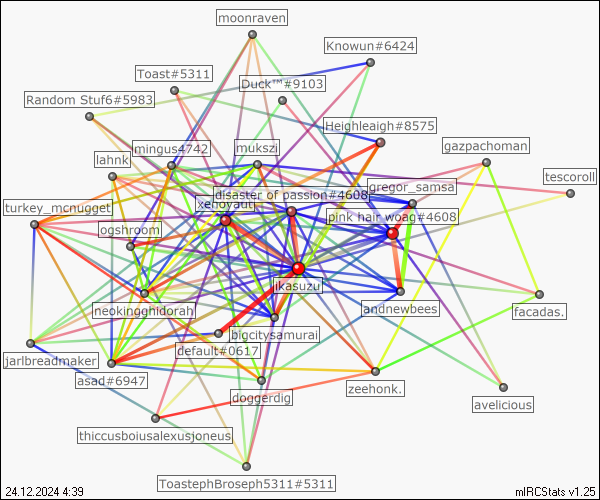 moonraven
Knowun#6424
Toast#5311
Duck™#9103
Random Stuf6#5983
Heighleaigh#8575
mingus4742
mukszi
gazpachoman
lahnk
tescoroll
gregor_samsa
disaster of passion#4608
xehoyaut
turkey_mcnugget
pink hair woag#4608
ogshroom
ikasuzu
neokinghidorah
andnewbees
facadas.
bigcitysamurai
default#0617
jarlbreadmaker
asad#6947
zeehonk.
doggerdig
avelicious
thiccusboiusalexusjoneus
ToastephBroseph5311#5311
24.12.2024 4:39
mIRCStats v1.25